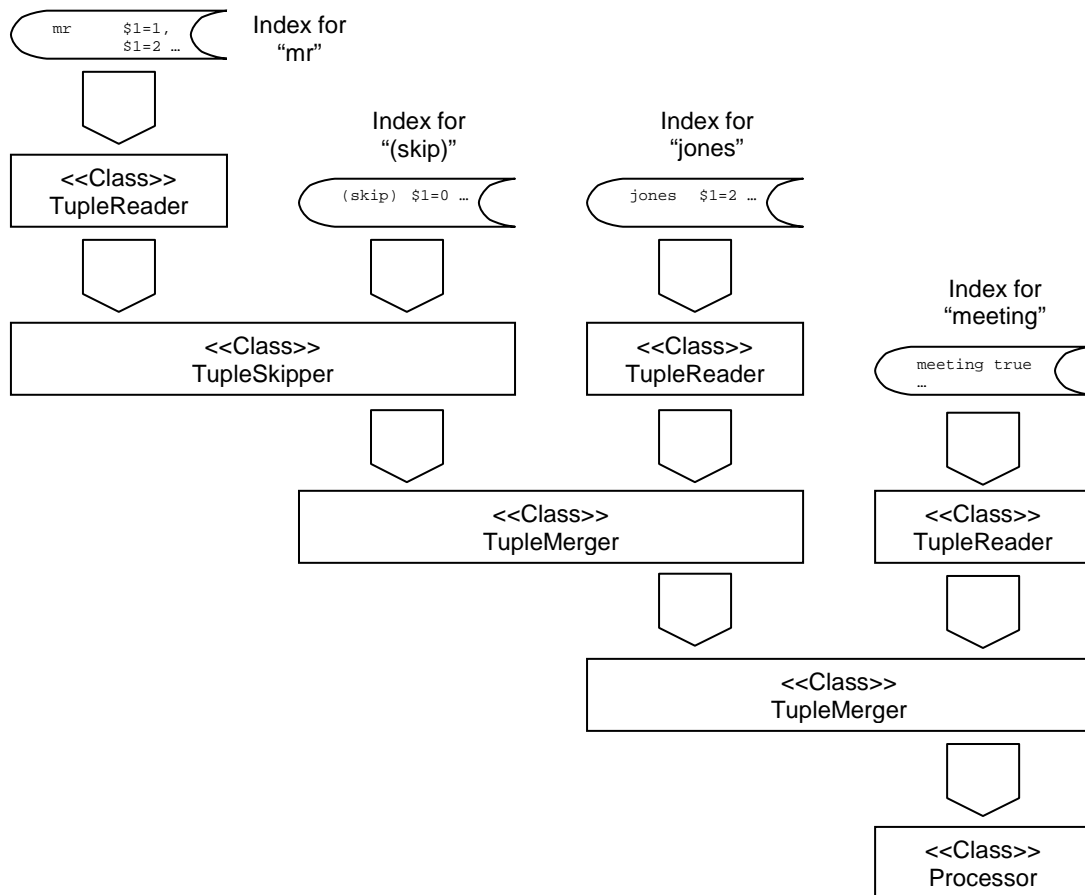 mr $1=1,
$1=2 …
Index for
“mr”
Index for
“(skip)”
Index for
“jones”
<<Class>>
TupleReader
(skip) $1=0 …
jones $1=2 …
Index for
“meeting”
<<Class>>
TupleSkipper
<<Class>>
TupleReader
meeting true
…
<<Class>>
TupleMerger
<<Class>>
TupleReader
<<Class>>
TupleMerger
<<Class>>
Processor